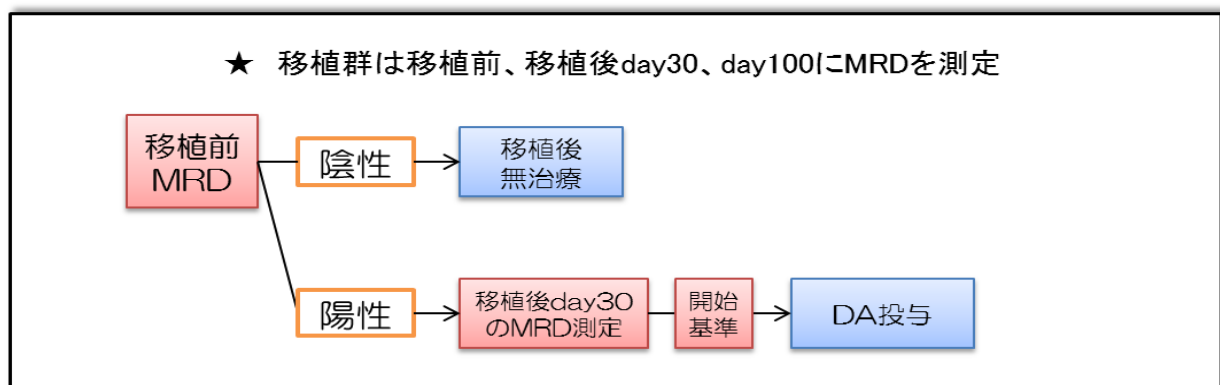 ★ 移植群は移植前、移植後day30、day100にMRDを測定
移植前
MRD
陰性
移植後
無治療
陽性
移植後day30
のMRD測定
開始
基準
DA投与